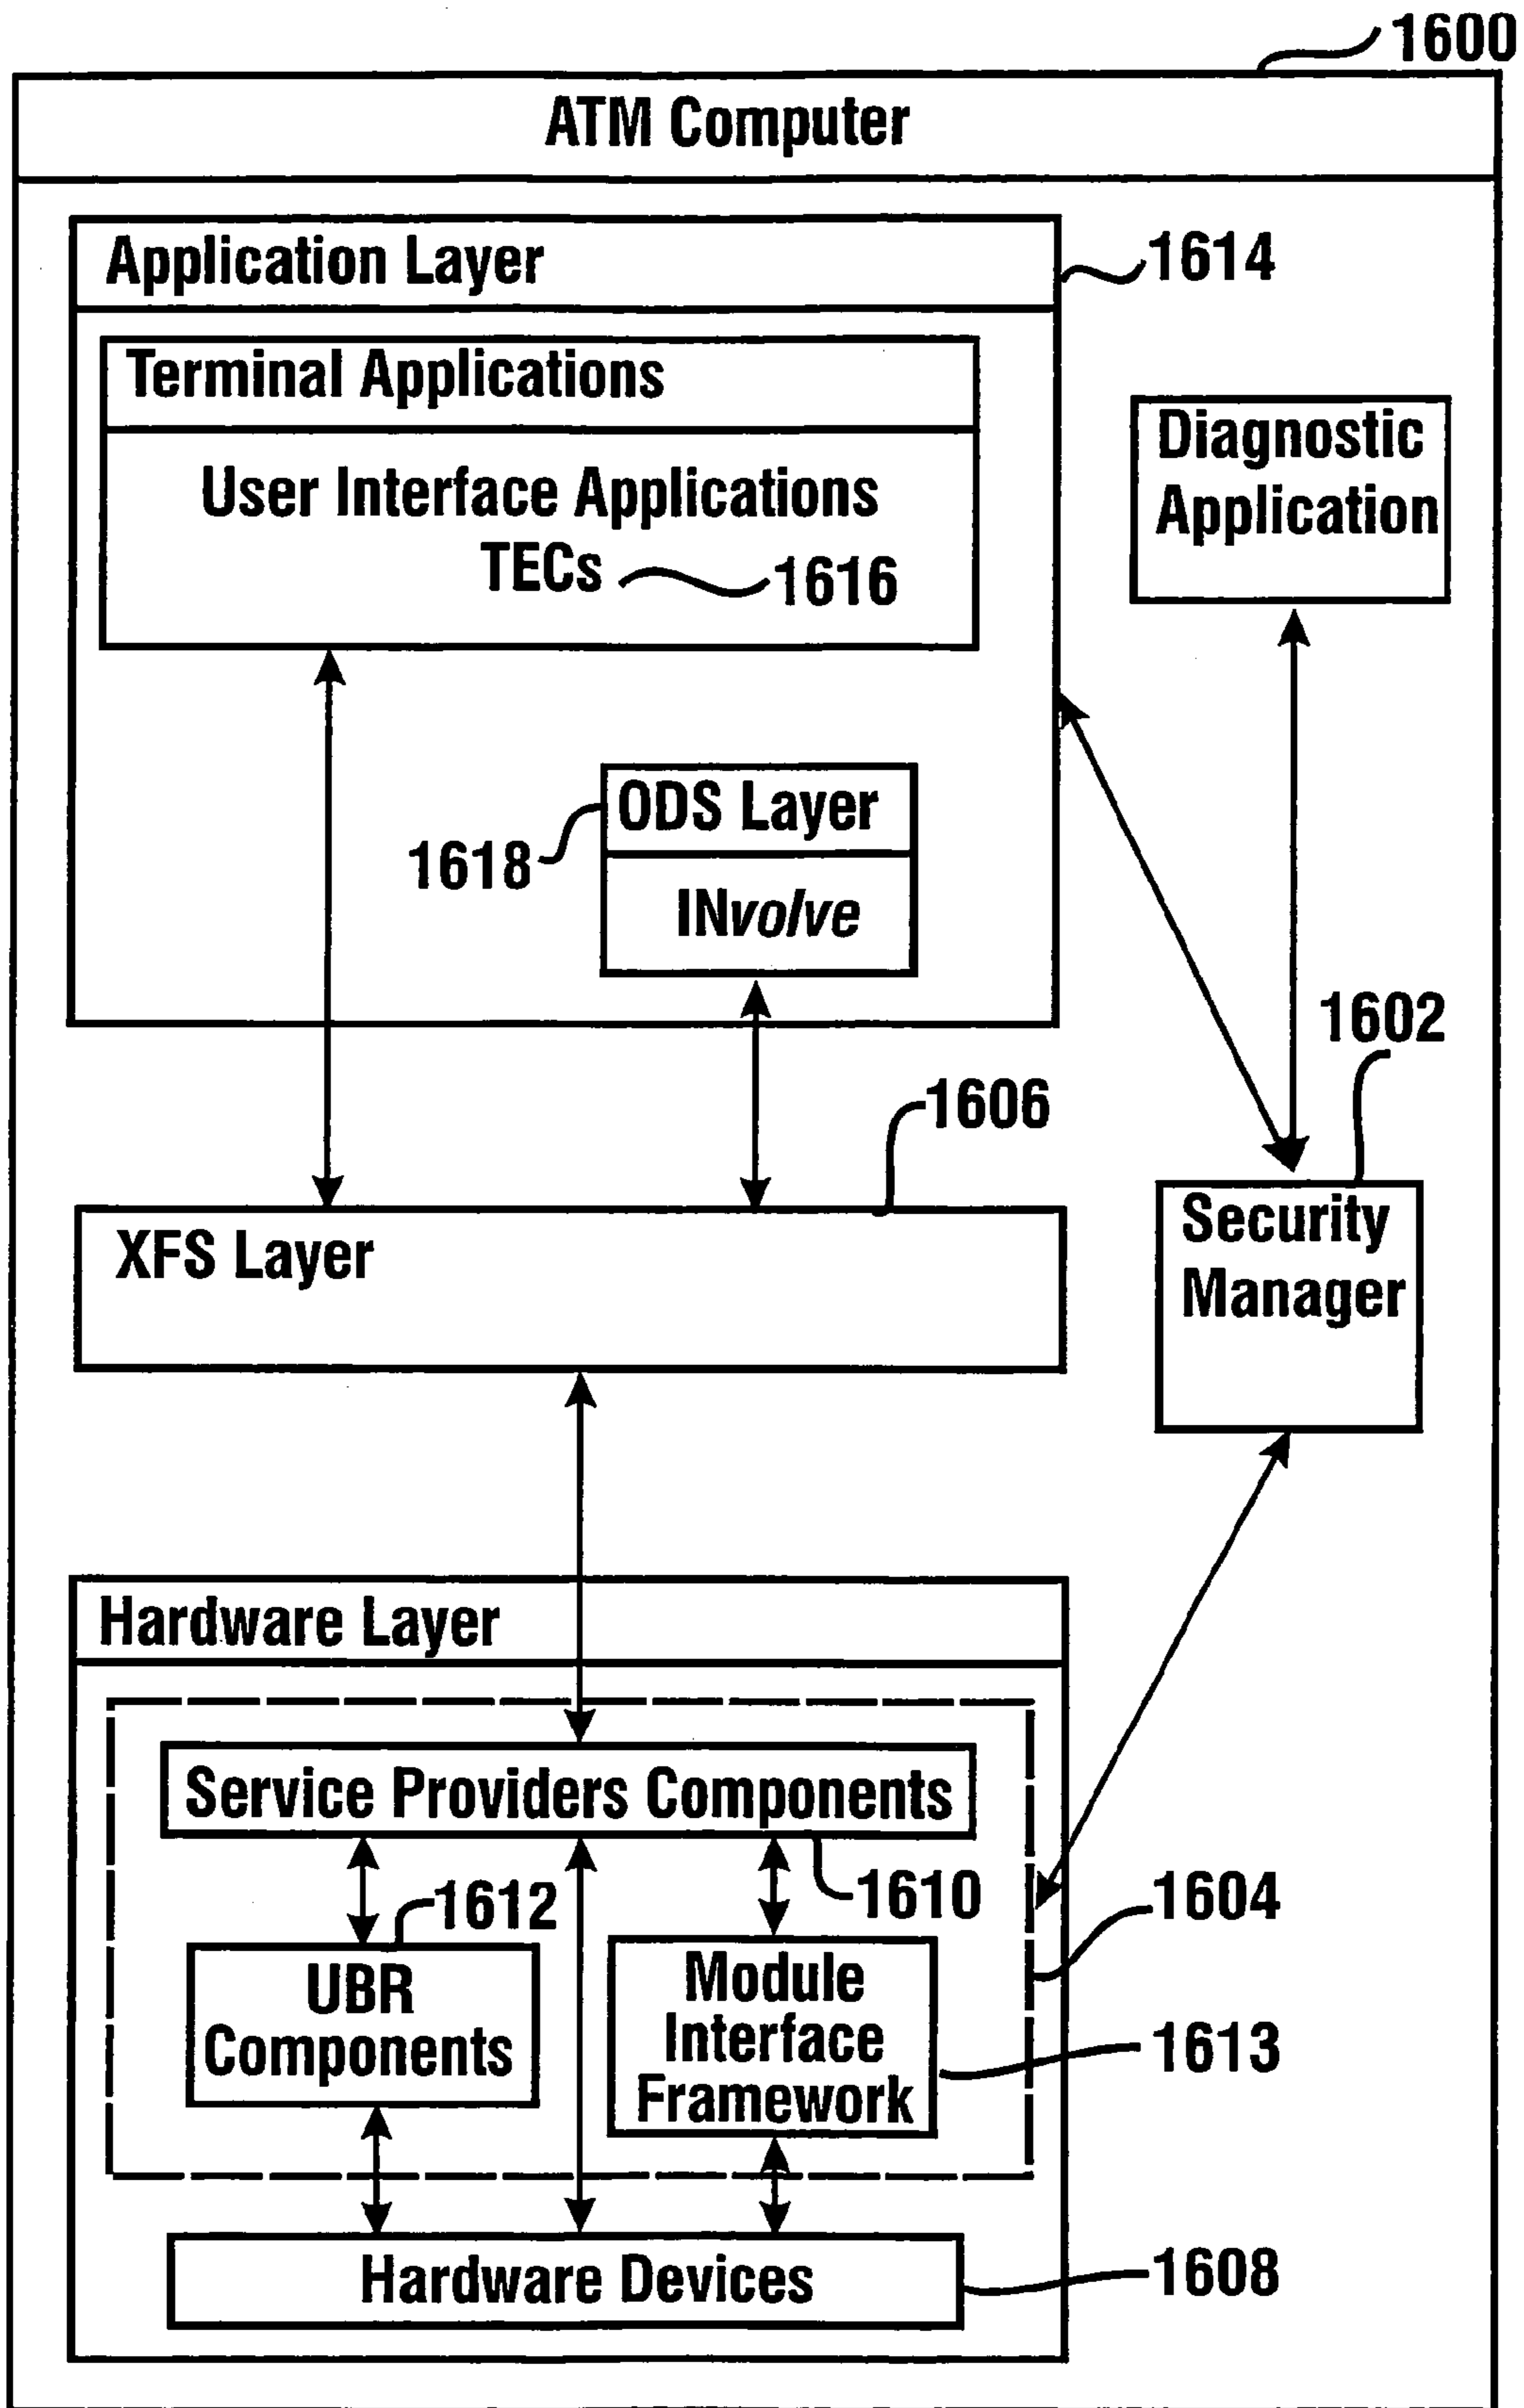 1600
ATM Computer
Application Layer
1614
Terminal Applications
User Interface Applications
TECs
1616
Diagnostic
Application
ODS Layer
1618
INvolve
1602
1606
XFS Layer
Security
Manager
Hardware Layer
Service Providers Components
1610
1612
1604
UBR
Components
Module
Interface
Framework
1613
Hardware Devices
1608